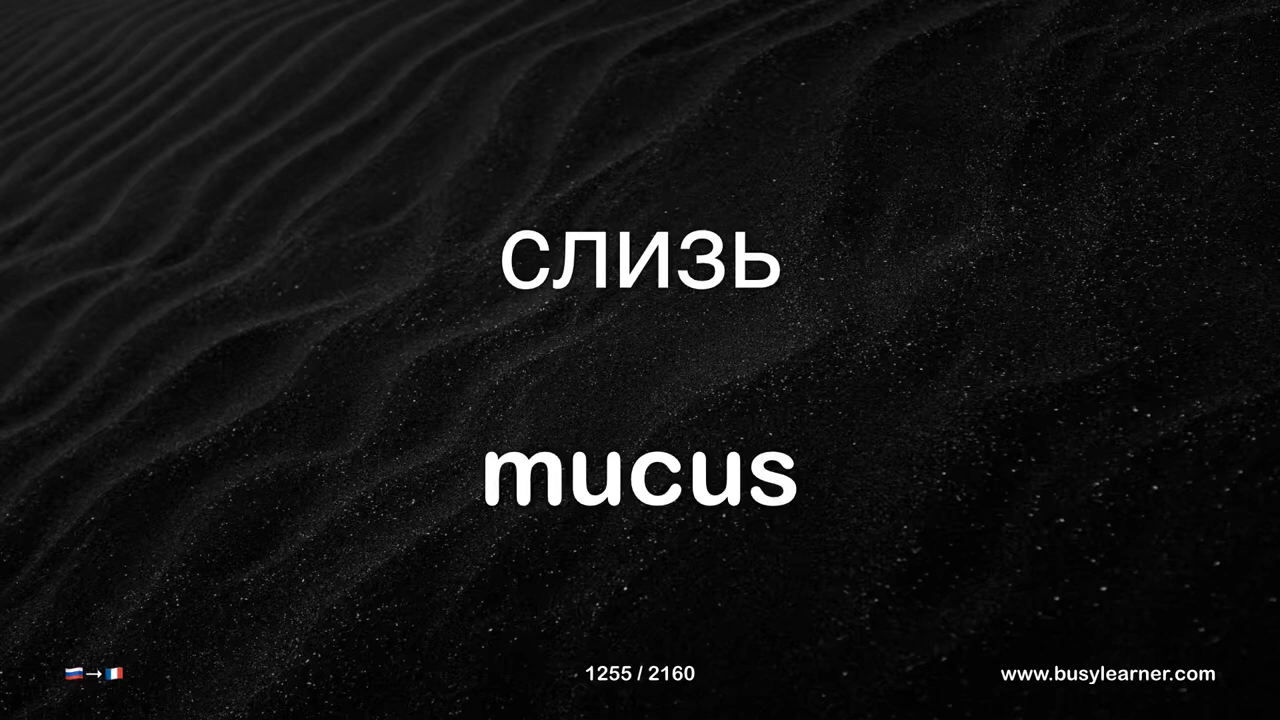 слизь
mucus
🇷🇺→🇫🇷
1255 / 2160
www.busylearner.com